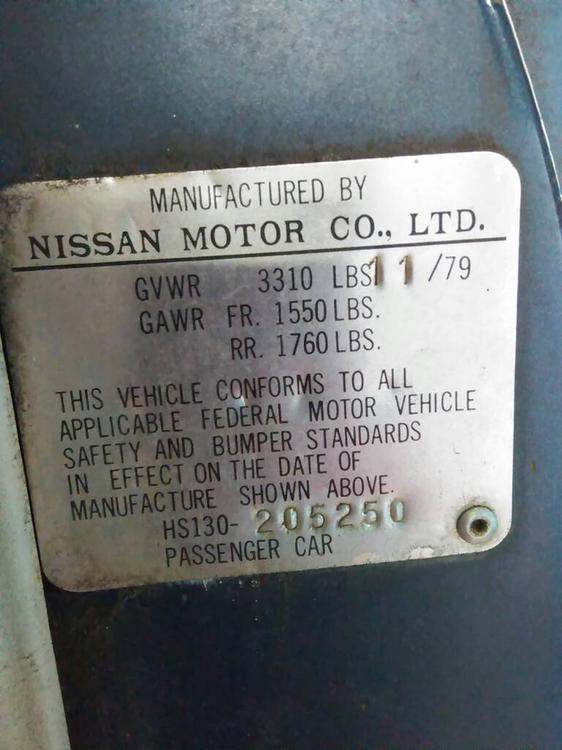 MANUFACTURED BY
NISSAN MOTOR CO., LTD.
GVWR 3310 LBS 11/79
GAWR FR. 1550 LBS.
RR. 1760 LBS.
THIS VEHICLE CONFORMS TO ALL
APPLICABLE FEDERAL MOTOR VEHICLE
SAFETY AND BUMPER STANDARDS
IN EFFECT ON THE DATE OF
MANUFACTURE SHOWN ABOVE.
HS130-205250
PASSENGER CAR